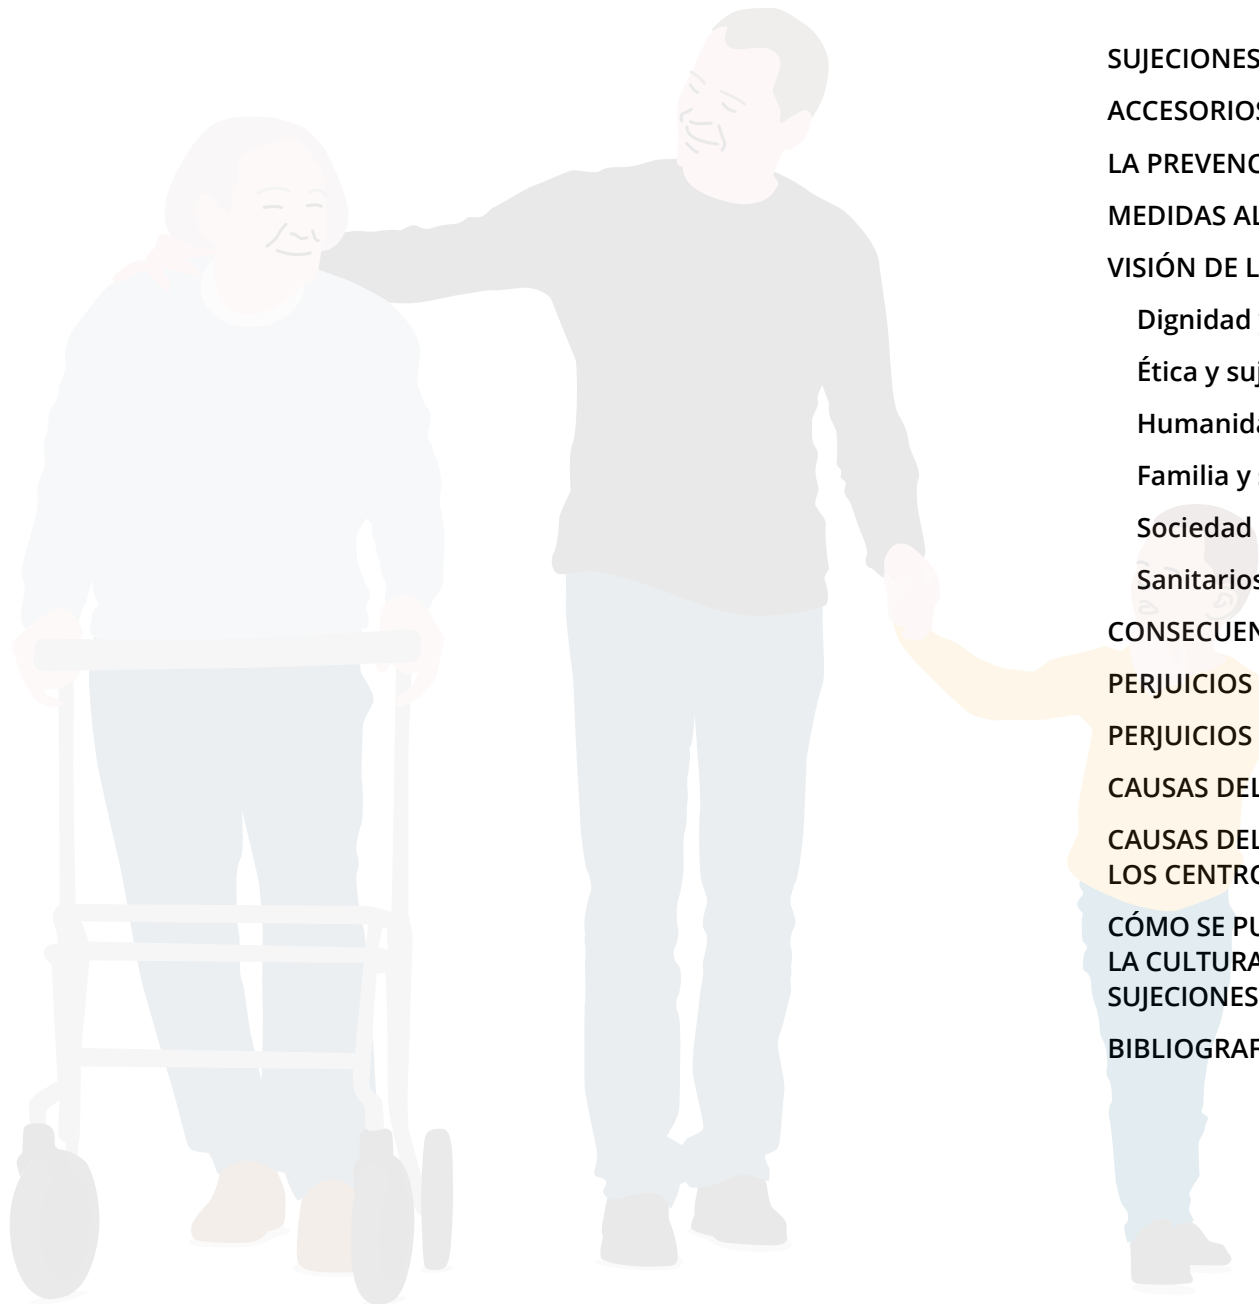 SUJECIONES
ACCESORIOS
LA PREVENC
MEDIDAS AL
VISIÓN DE L
Dignidad
Ética y suj
Humanida
Familia y
Sociedad
Sanitarios
CONSECUEN
PERJUICIOS
PERJUICIOS
CAUSAS DEL
CAUSAS DEL
LOS CENTRO
CÓMO SE PU
LA CULTURA
SUJECIONES
BIBLIOGRAF